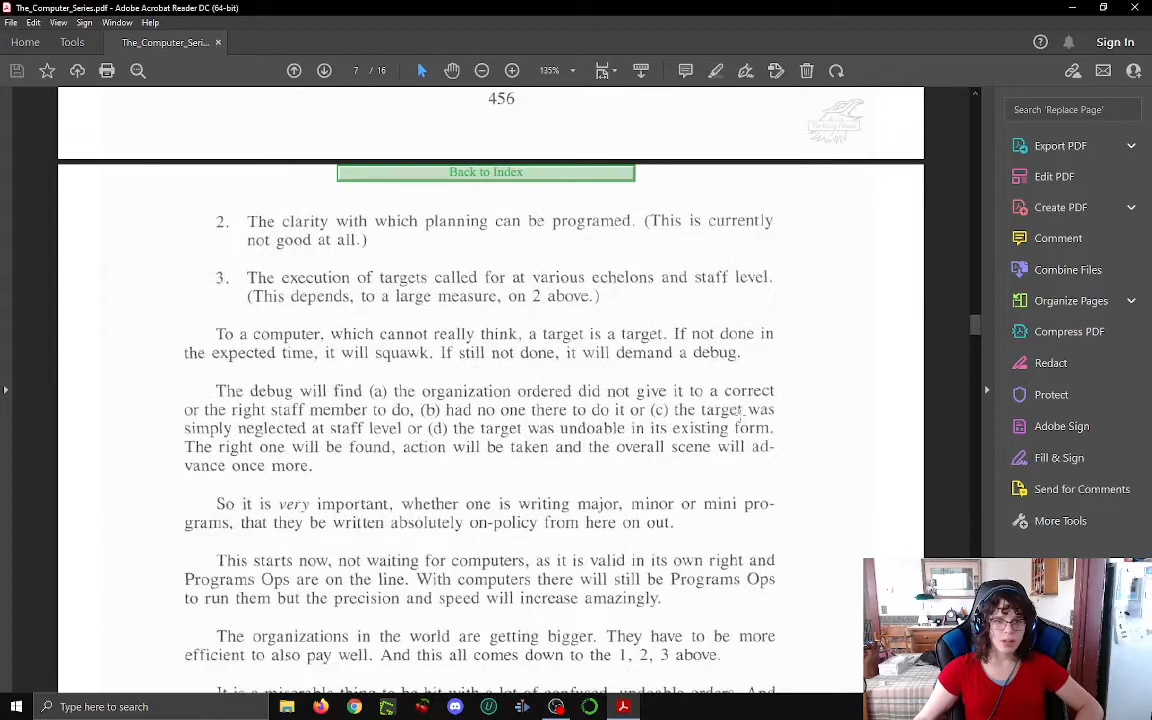 The_Computer_Series.pdf - Adobe Acrobat Reader DC (64-bit)
File Edit View Sign Window Help
Home Tools The_Computer_Seri... × Sign In
7 / 16 135%
456
Back to Index
2. The clarity with which planning can be programed. (This is currently
not good at all.)
3. The execution of targets called for at various echelons and staff level.
(This depends, to a large measure, on 2 above.)
To a computer, which cannot really think, a target is a target. If not done in
the expected time, it will squawk. If still not done, it will demand a debug.
The debug will find (a) the organization ordered did not give it to a correct
or the right staff member to do, (b) had no one there to do it or (c) the target was
simply neglected at staff level or (d) the target was undoable in its existing form.
The right one will be found, action will be taken and the overall scene will ad-
vance once more.
So it is very important, whether one is writing major, minor or mini pro-
grams, that they be written absolutely on-policy from here on out.
This starts now, not waiting for computers, as it is valid in its own right and
Programs Ops are on the line. With computers there will still be Programs Ops
to run them but the precision and speed will increase amazingly.
The organizations in the world are getting bigger. They have to be more
efficient to also pay well. And this all comes down to the 1, 2, 3 above.
It is a miserable thing to be hit with a lot of confused, undoable orders. And
Search 'Replace Page'
Export PDF
Edit PDF
Create PDF
Comment
Combine Files
Organize Pages
Compress PDF
Redact
Protect
Adobe Sign
Fill & Sign
Send for Comments
More Tools
Type here to search